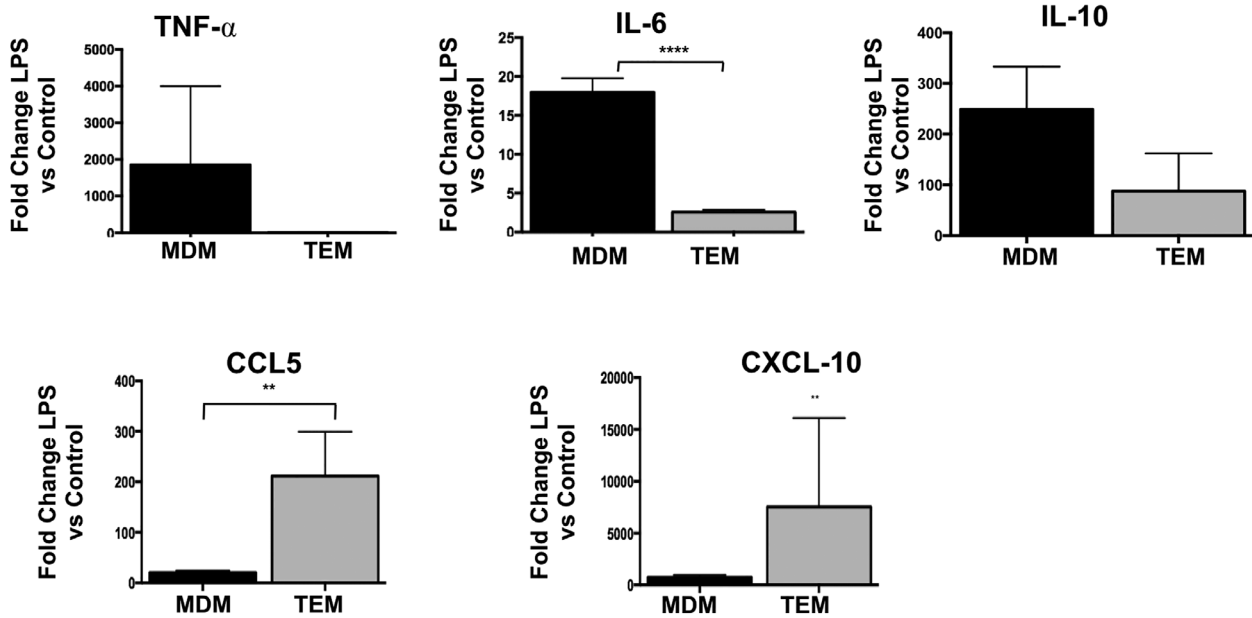 TNF-α
Fold Change LPS
vs Control
5000
4000
3000
2000
1000
0
MDM TEM
IL-6
Fold Change LPS
vs Control
25
20
15
10
5
0
****
MDM TEM
IL-10
Fold Change LPS
vs Control
400
300
200
100
0
MDM TEM
CCL5
Fold Change LPS
vs Control
400
300
200
100
0
**
MDM TEM
CXCL-10
Fold Change LPS
vs Control
20000
15000
10000
5000
0
**
MDM TEM